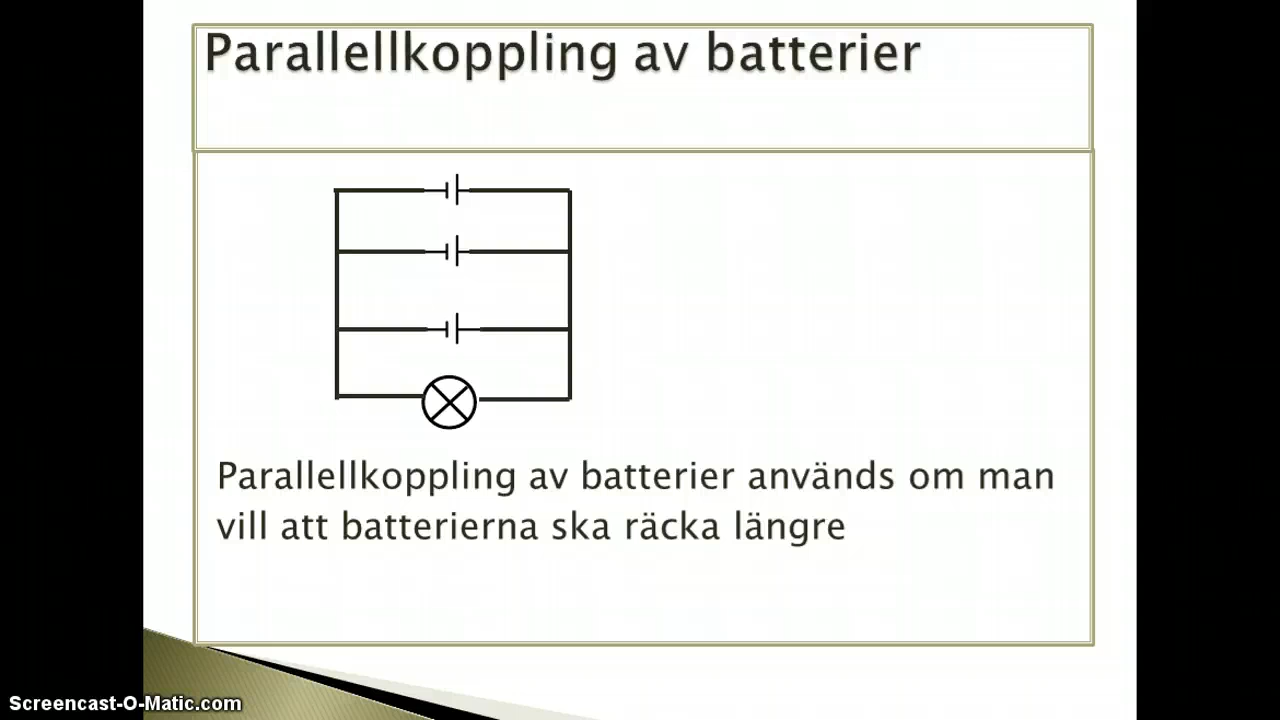 Parallellkoppling av batterier
Parallellkoppling av batterier används om man
vill att batterierna ska räcka längre
Screencast-O-Matic.com